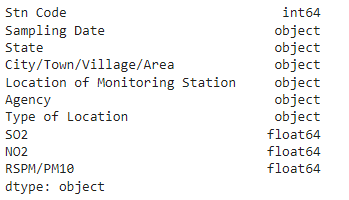 Stn Code int64
Sampling Date object
State object
City/Town/Village/Area object
Location of Monitoring Station object
Agency object
Type of Location object
SO2 float64
NO2 float64
RSPM/PM10 float64
dtype: object